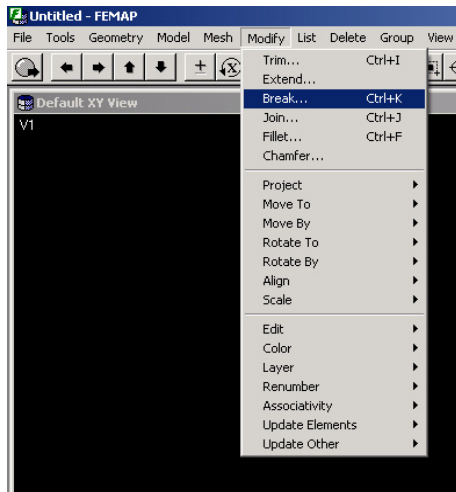 Untitled - FEMAP
File Tools Geometry Model Mesh Modify List Delete Group View
Default XY View
V1
Trim... Ctrl+I
Extend...
Break... Ctrl+K
Join... Ctrl+J
Fillet... Ctrl+F
Chamfer...
Project
Move To
Move By
Rotate To
Rotate By
Align
Scale
Edit
Color
Layer
Renumber
Associativity
Update Elements
Update Other